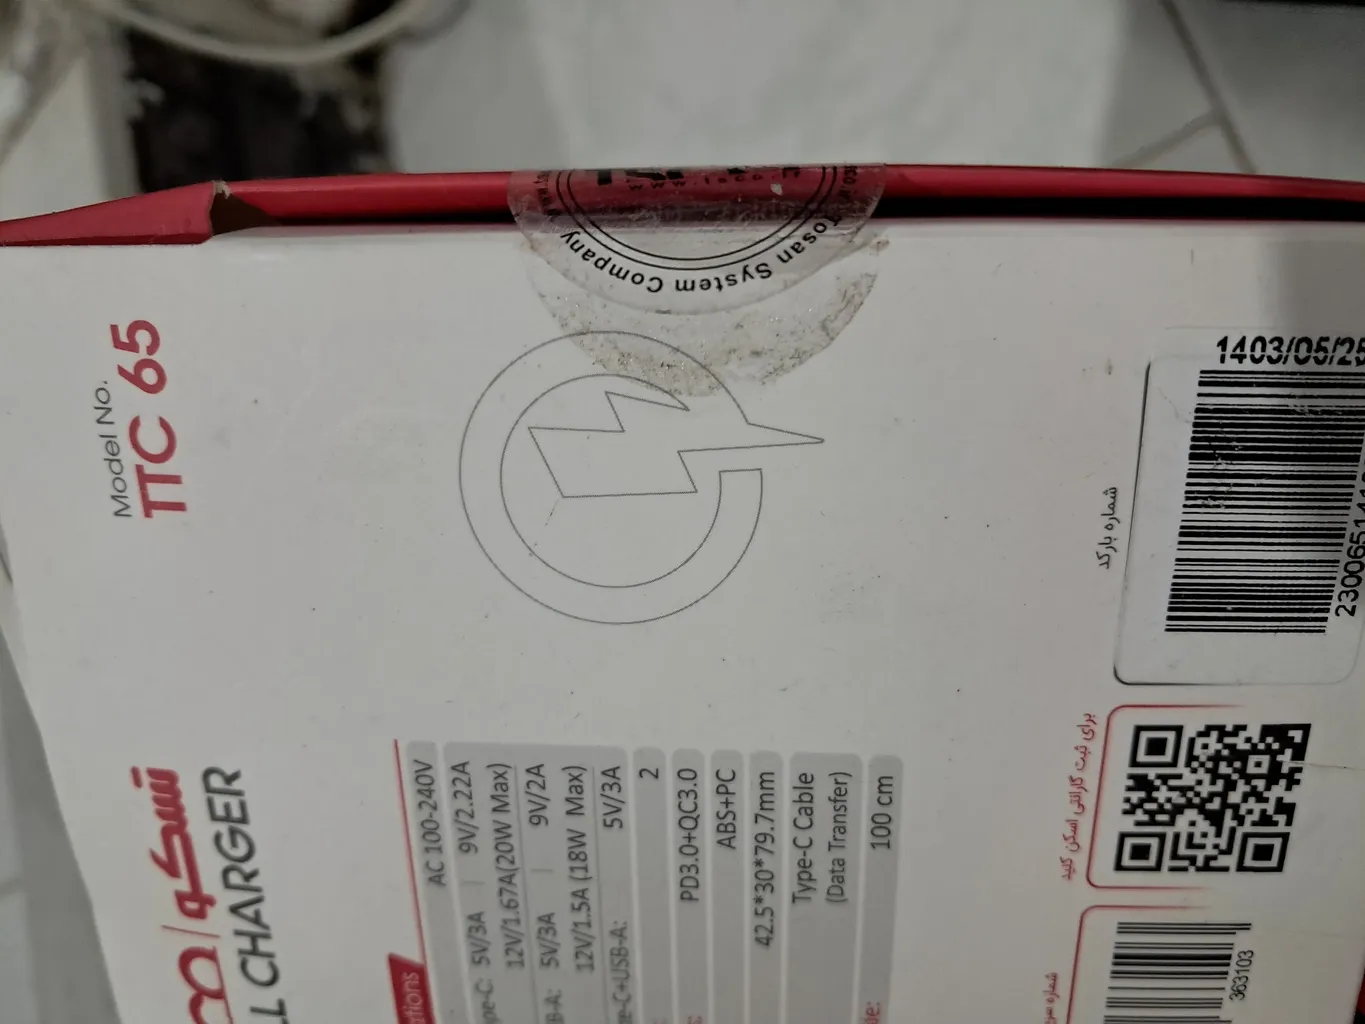 Model No.
TTC 65
تسکو
CHARGER
AC 100-240V
5V/3A | 9V/2.22A
12V/1.67A(20W Max)
5V/3A | 9V/2A
12V/1.5A (18W Max)
5V/3A
2
PD3.0+QC3.0
ABS+PC
42.5*30*79.7mm
Type-C Cable
(Data Transfer)
100 cm
System Company
1403/05/25
شماره بارکد
برای ثبت گارانتی اسکن کنید
363103